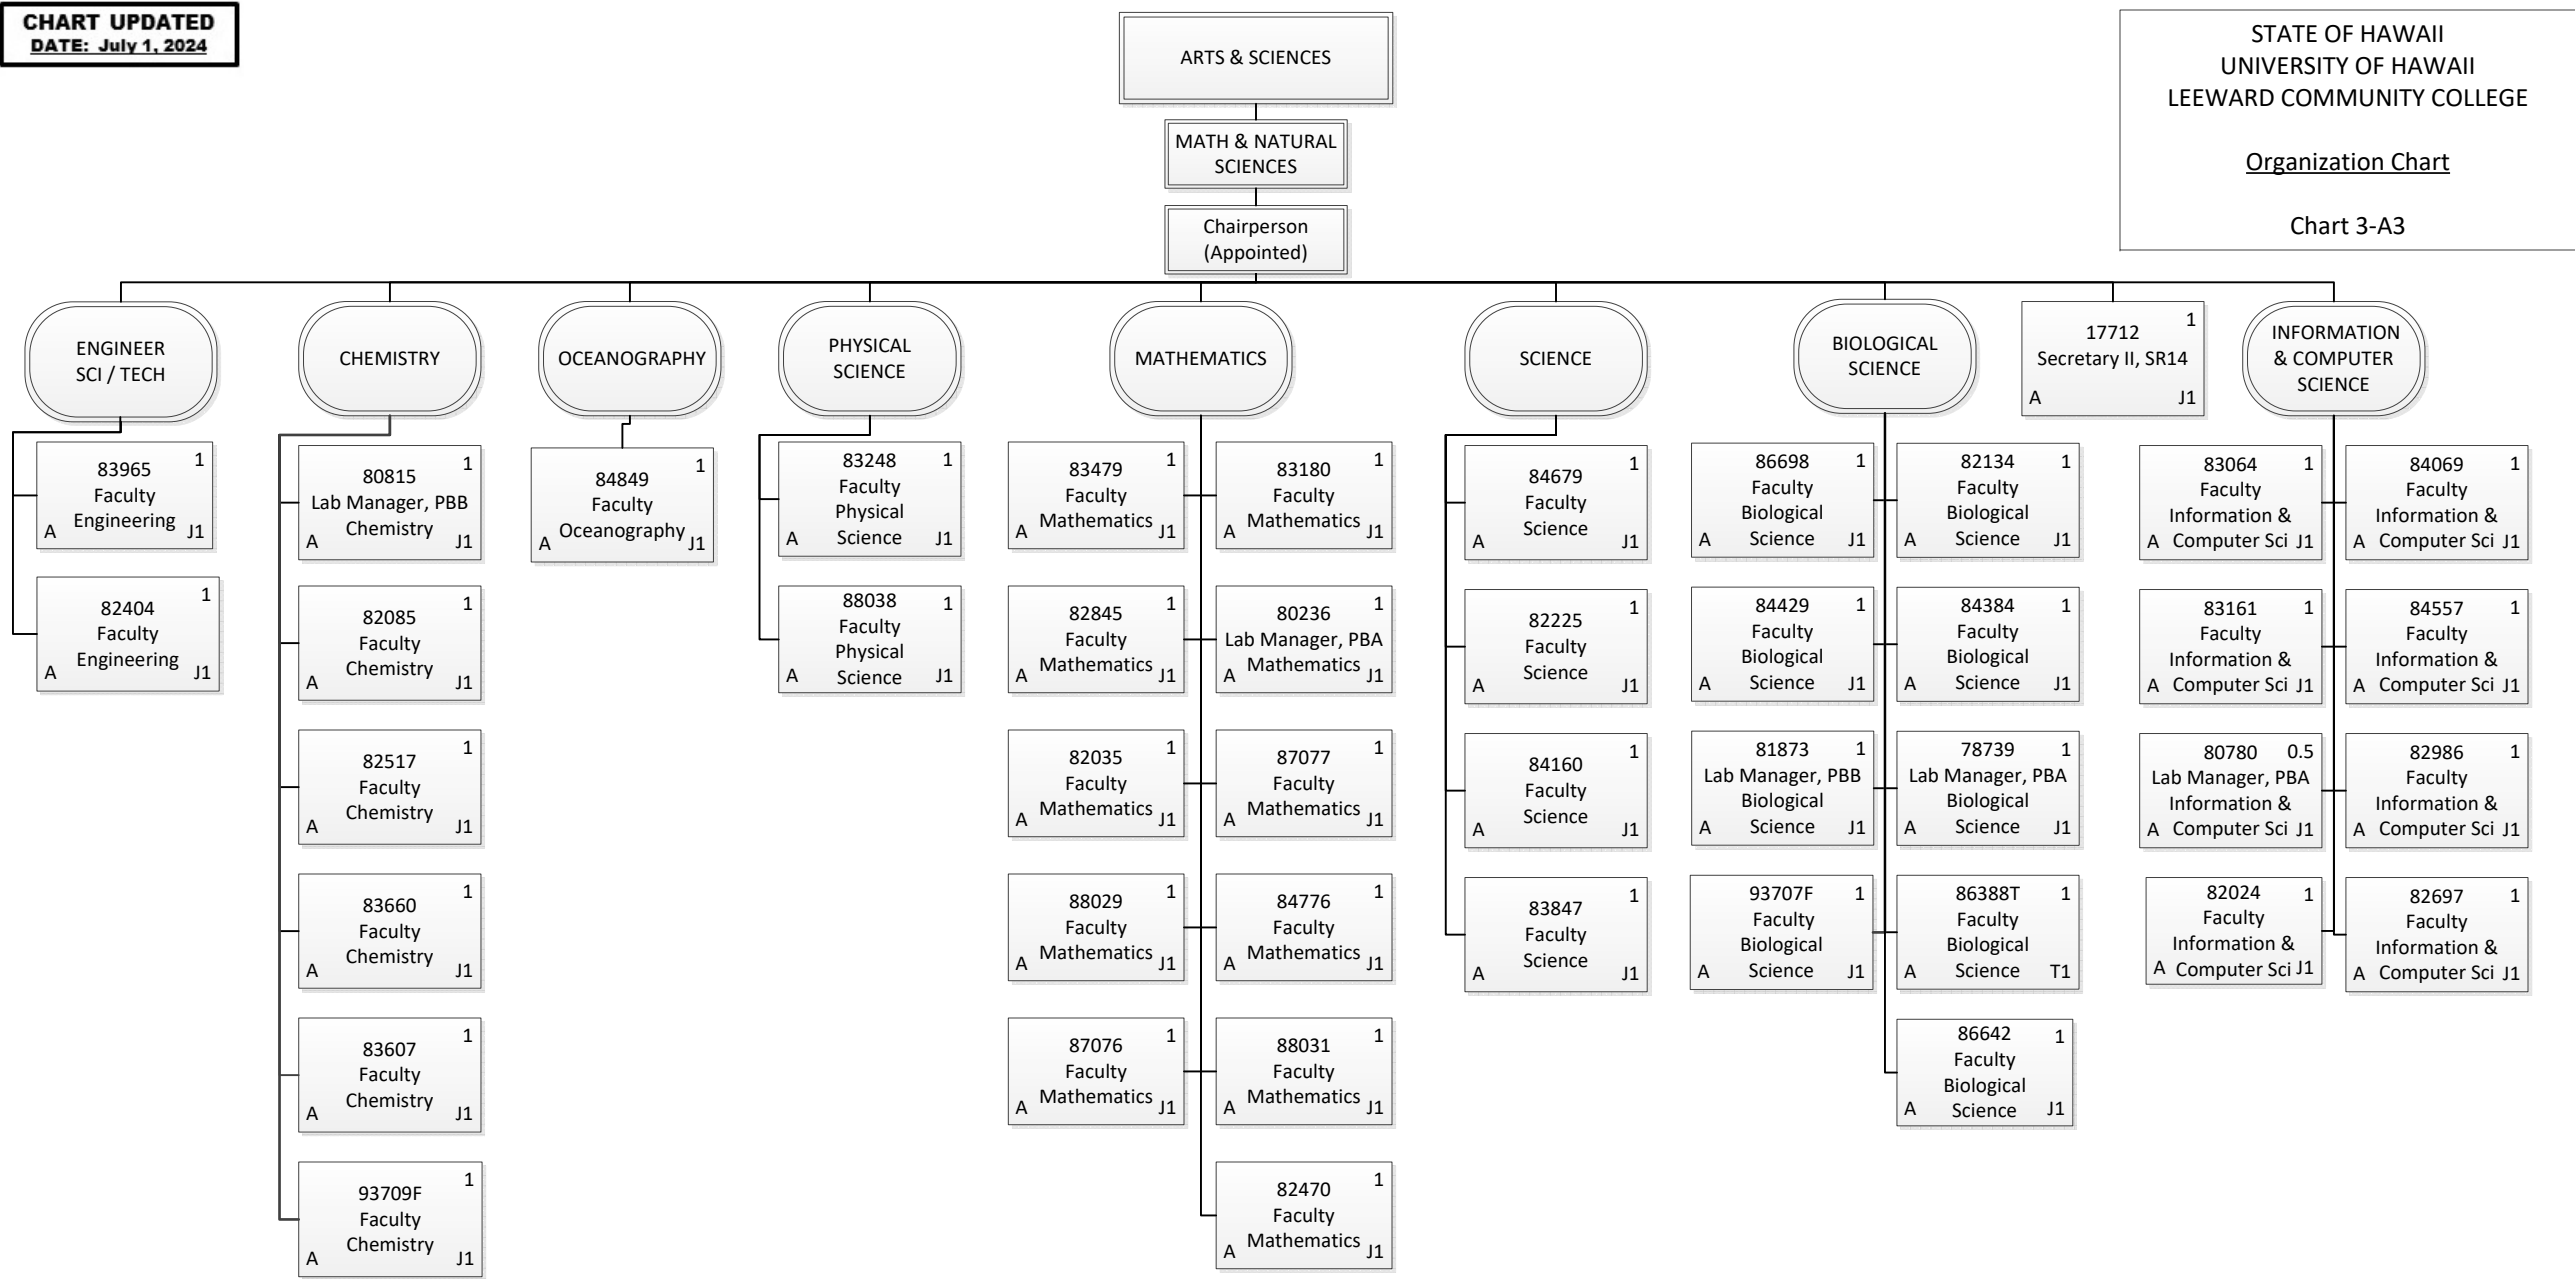 CHART UPDATED
DATE: July 1, 2024
STATE OF HAWAII
UNIVERSITY OF HAWAII
LEEWARD COMMUNITY COLLEGE
Organization Chart
Chart 3-A3
ARTS & SCIENCES
MATH & NATURAL
SCIENCES
Chairperson
(Appointed)
ENGINEER
SCI / TECH
83965 1
Faculty
Engineering
A J1
82404 1
Faculty
Engineering
A J1
CHEMISTRY
80815 1
Lab Manager, PBB
Chemistry
A J1
82085 1
Faculty
Chemistry
A J1
82517 1
Faculty
Chemistry
A J1
83660 1
Faculty
Chemistry
A J1
83607 1
Faculty
Chemistry
A J1
93709F 1
Faculty
Chemistry
A J1
OCEANOGRAPHY
84849 1
Faculty
Oceanography
A J1
PHYSICAL
SCIENCE
83248 1
Faculty
Physical
A Science J1
88038 1
Faculty
Physical
A Science J1
MATHEMATICS
83479 1
Faculty
Mathematics
A J1
83180 1
Faculty
Mathematics
A J1
82845 1
Faculty
Mathematics
A J1
80236 1
Lab Manager, PBA
Mathematics
A J1
82035 1
Faculty
Mathematics
A J1
87077 1
Faculty
Mathematics
A J1
88029 1
Faculty
Mathematics
A J1
84776 1
Faculty
Mathematics
A J1
87076 1
Faculty
Mathematics
A J1
88031 1
Faculty
Mathematics
A J1
82470 1
Faculty
Mathematics
A J1
SCIENCE
84679 1
Faculty
Science
A J1
82225 1
Faculty
Science
A J1
84160 1
Faculty
Science
A J1
83847 1
Faculty
Science
A J1
BIOLOGICAL
SCIENCE
86698 1
Faculty
Biological
A Science J1
82134 1
Faculty
Biological
A Science J1
84429 1
Faculty
Biological
A Science J1
84384 1
Faculty
Biological
A Science J1
81873 1
Lab Manager, PBB
Biological
A Science J1
78739 1
Lab Manager, PBA
Biological
A Science J1
93707F 1
Faculty
Biological
A Science J1
86388T 1
Faculty
Biological
A Science T1
86642 1
Faculty
Biological
A Science J1
17712 1
Secretary II, SR14
A J1
INFORMATION
& COMPUTER
SCIENCE
83064 1
Faculty
Information &
A Computer Sci J1
84069 1
Faculty
Information &
A Computer Sci J1
83161 1
Faculty
Information &
A Computer Sci J1
84557 1
Faculty
Information &
A Computer Sci J1
80780 0.5
Lab Manager, PBA
Information &
A Computer Sci J1
82986 1
Faculty
Information &
A Computer Sci J1
82024 1
Faculty
Information &
A Computer Sci J1
82697 1
Faculty
Information &
A Computer Sci J1